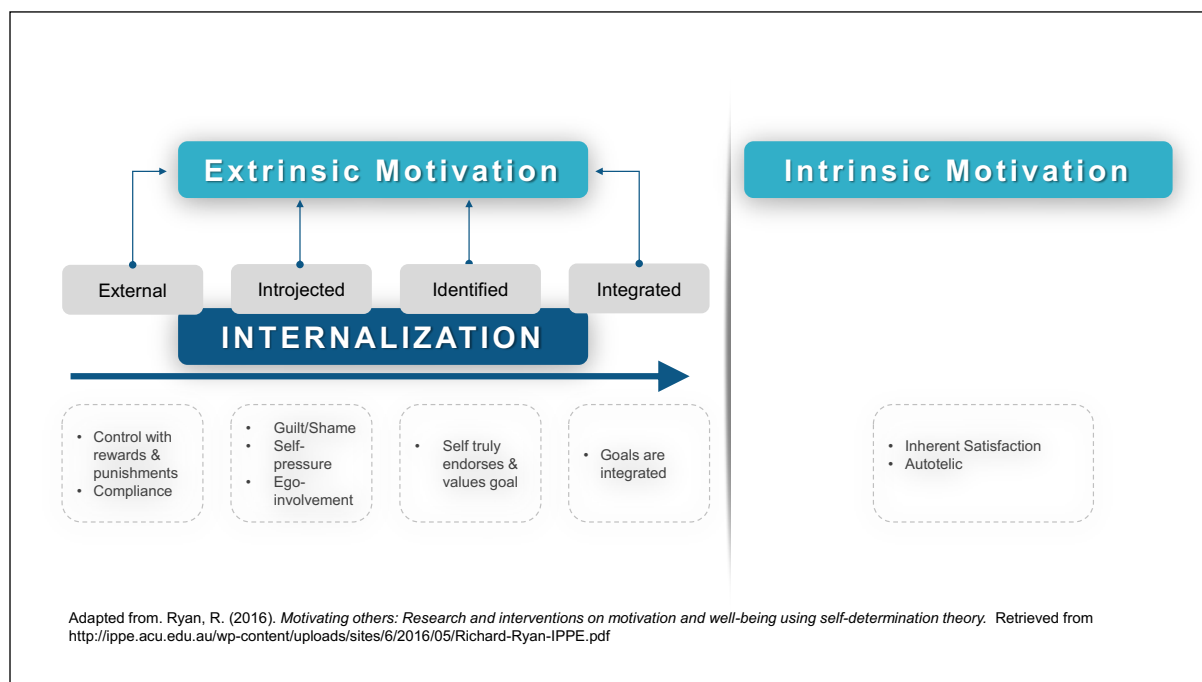 Extrinsic Motivation
Intrinsic Motivation
External
Introjected
Identified
Integrated
INTERNALIZATION
• Control with
rewards &
punishments
• Compliance
• Guilt/Shame
• Self-
pressure
• Ego-
involvement
• Self truly
endorses &
values goal
• Goals are
integrated
• Inherent Satisfaction
• Autotelic
Adapted from. Ryan, R. (2016). Motivating others: Research and interventions on motivation and well-being using self-determination theory. Retrieved from
http://ippe.acu.edu.au/wp-content/uploads/sites/6/2016/05/Richard-Ryan-IPPE.pdf